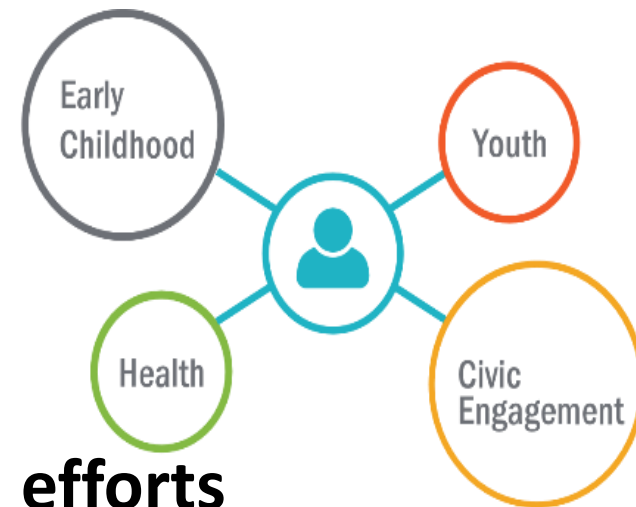 Early
Childhood
Youth
Health
Civic
Engagement
efforts